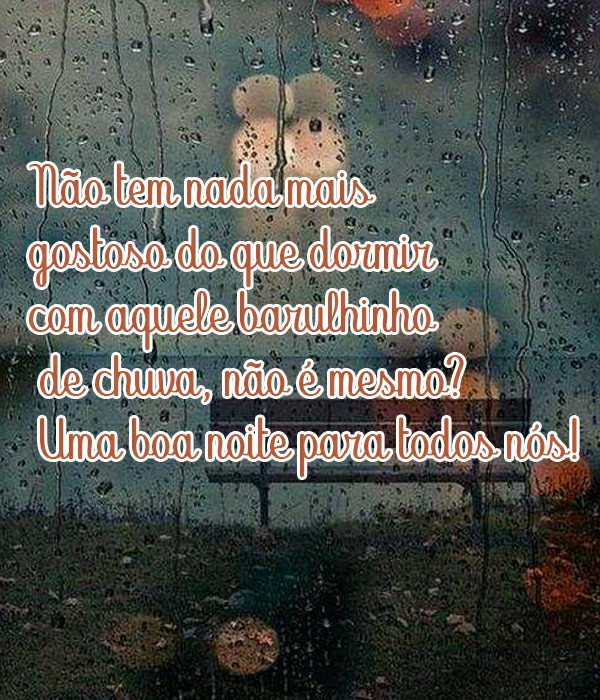 Não tem nada mais
gostoso do que dormir
com aquele barulhinho
de chuva, não é mesmo?
Uma boa noite para todos nós!